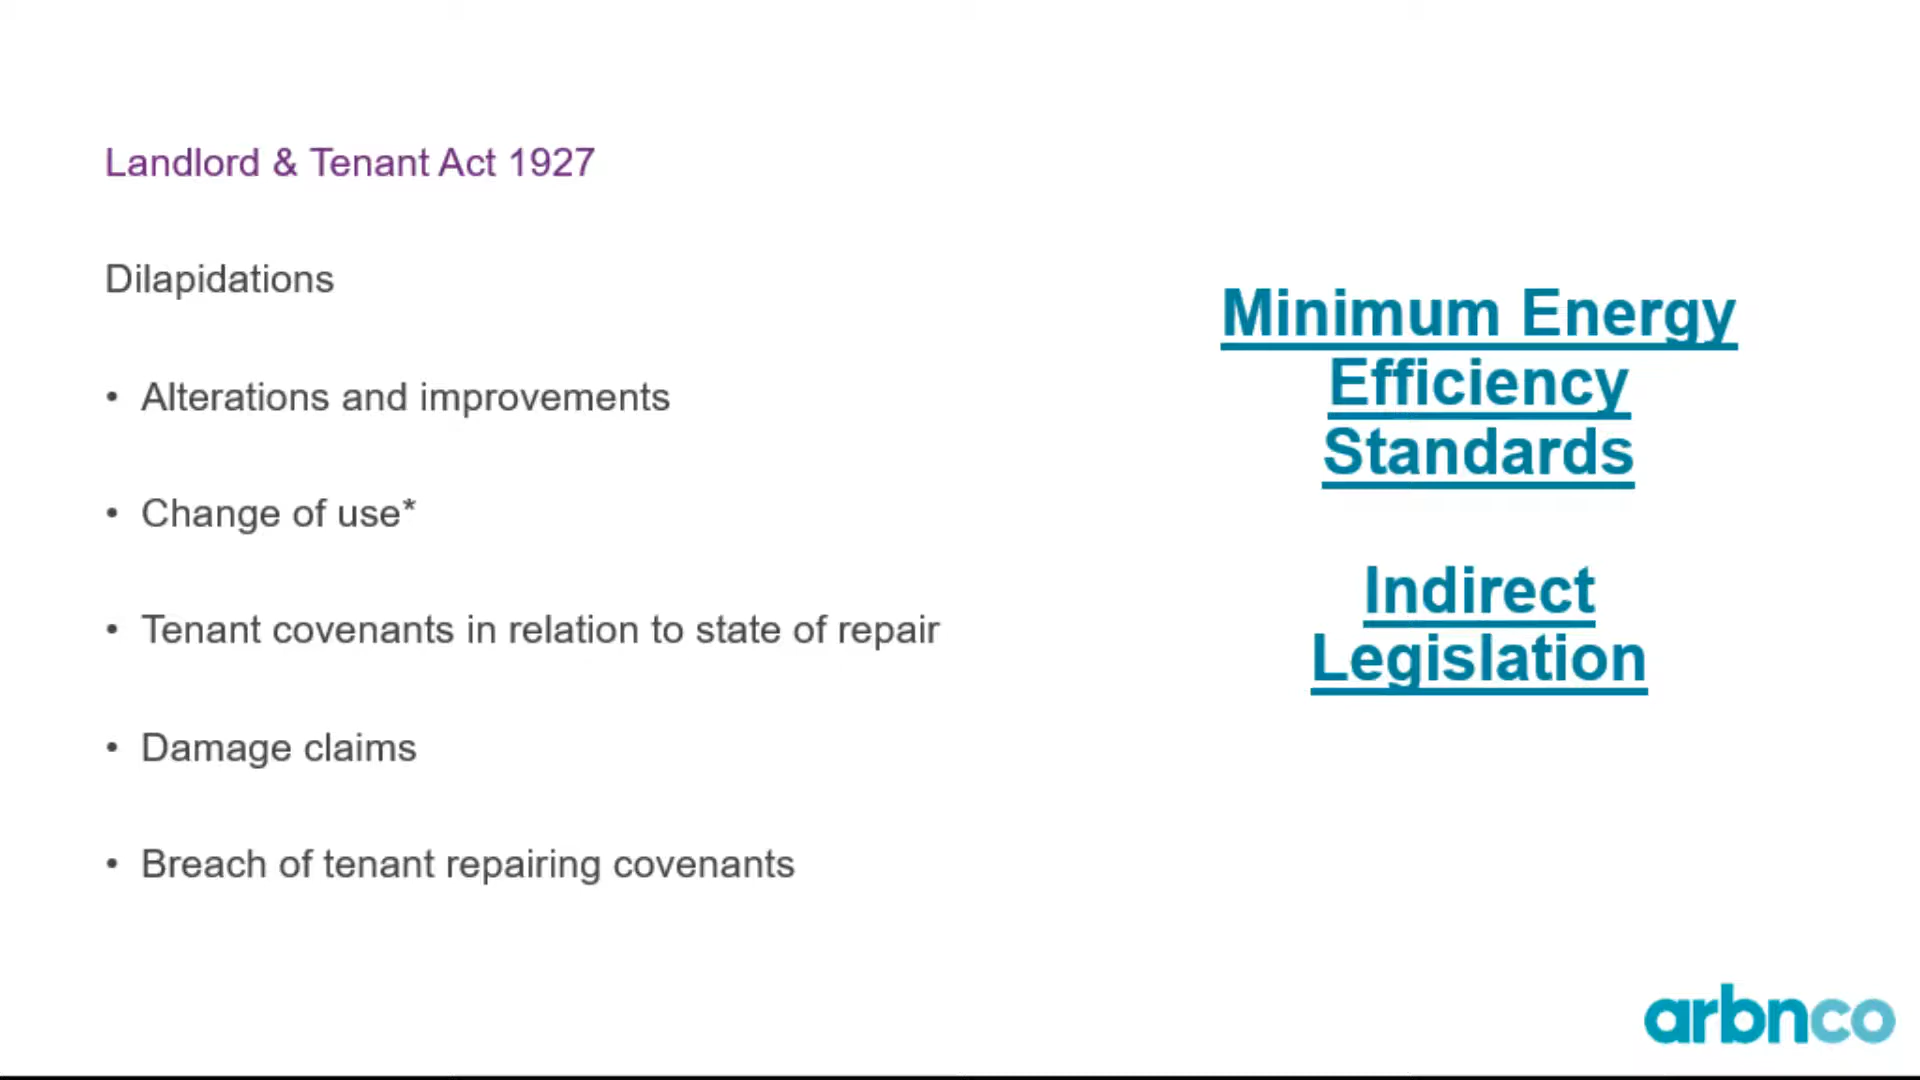 Landlord & Tenant Act 1927
Dilapidations
• Alterations and improvements
• Change of use*
• Tenant covenants in relation to state of repair
• Damage claims
• Breach of tenant repairing covenants
Minimum Energy
Efficiency
Standards
Indirect
Legislation
arbnco